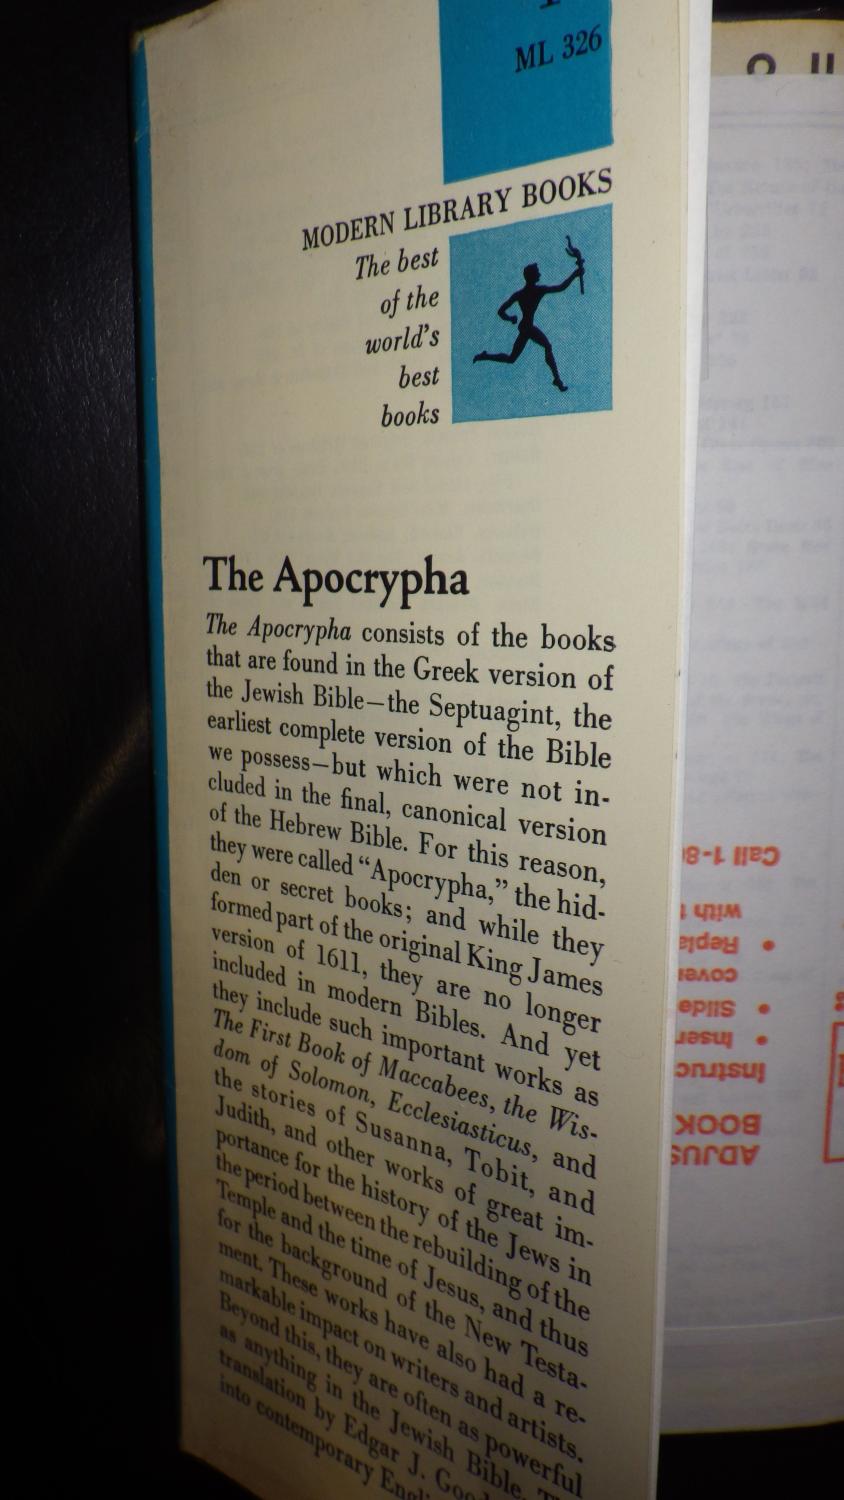 ML 326
MODERN LIBRARY BOOKS
The best
of the
world's
best
books
The Apocrypha
The Apocrypha consists of the books
that are found in the Greek version of
the Jewish Bible—the Septuagint, the
earliest complete version of the Bible
we possess—but which were not in-
cluded in the final, canonical version
of the Hebrew Bible. For this reason,
they were called "Apocrypha," the hid-
den or secret books; and while they
formed part of the original King James
version of 1611, they are no longer
included in modern Bibles. And yet
they include such important works as
The First Book of Maccabees, the Wis-
dom of Solomon, Ecclesiasticus, and
the stories of Susanna, Tobit, and
Judith, and other works of great im-
portance for the history of the Jews in
the period between the rebuilding of the
Temple and the time of Jesus, and thus
for the background of the New Testa-
ment. These works have also had a re-
markable impact on writers and artists.
Beyond this, they are often as powerful
as anything in the Jewish Bible.
translation by Edgar J.
into contemporary
ADJUS
BOOK
Instruc
• Inser
• Slide
cover
• Repla
with t
Call 1-80